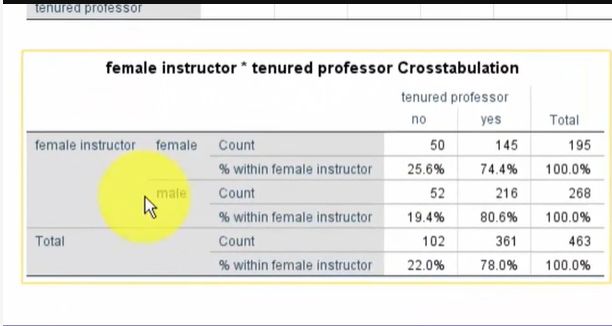 tenured professor
female instructor * tenured professor Crosstabulation
tenured professor
no yes Total
female instructor female Count 50 145 195
% within female instructor 25.6% 74.4% 100.0%
male Count 52 216 268
% within female instructor 19.4% 80.6% 100.0%
Total Count 102 361 463
% within female instructor 22.0% 78.0% 100.0%